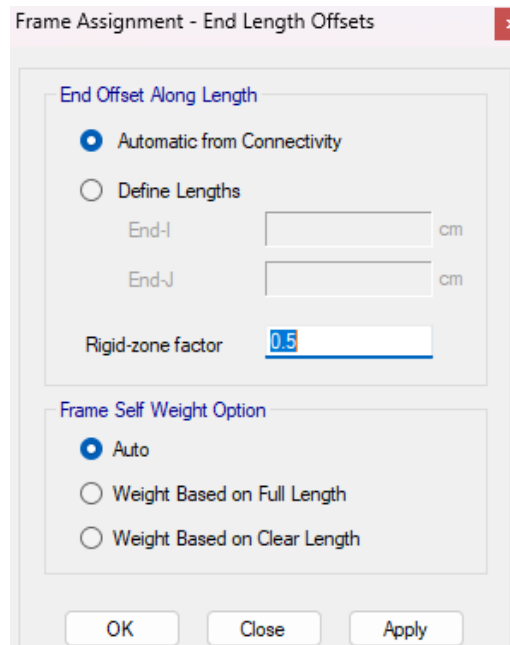 Frame Assignment - End Length Offsets
End Offset Along Length
Automatic from Connectivity
Define Lengths
End-I cm
End-J cm
Rigid-zone factor 0.5
Frame Self Weight Option
Auto
Weight Based on Full Length
Weight Based on Clear Length
OK Close Apply